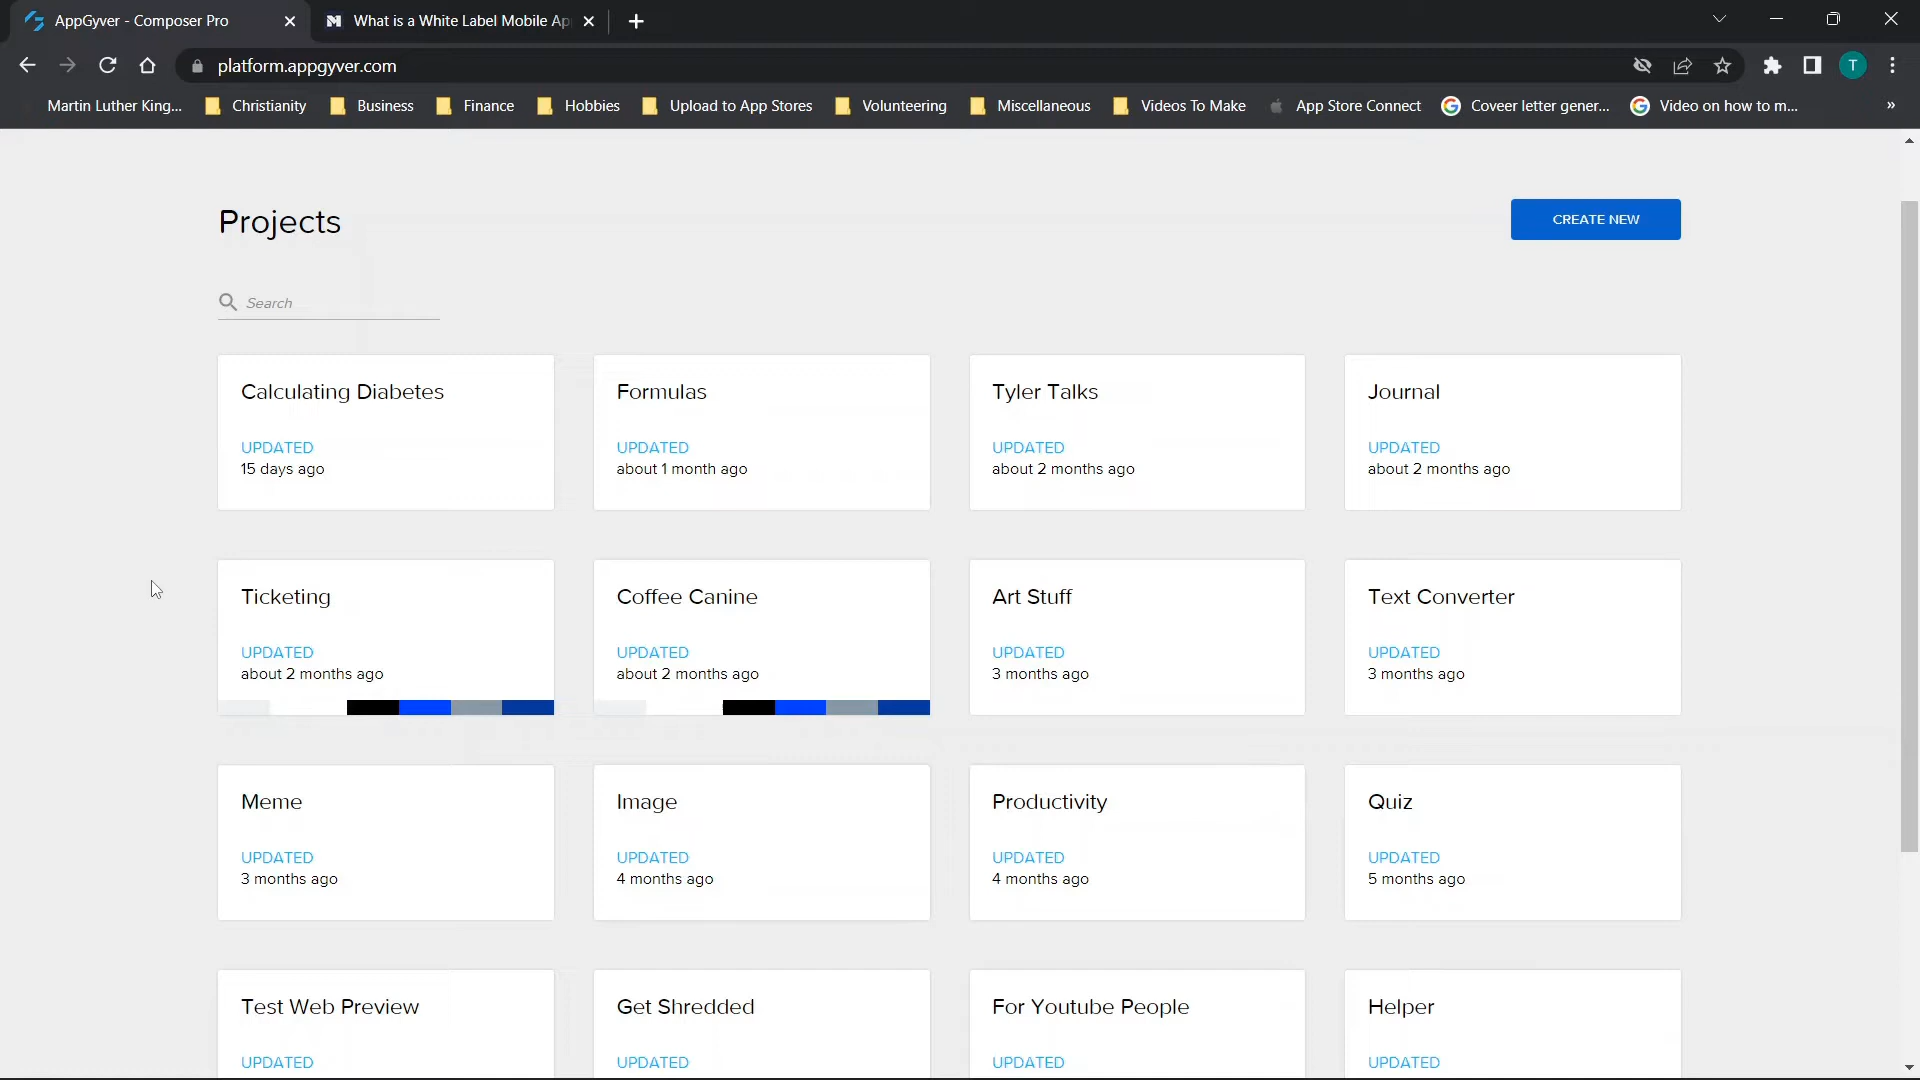 AppGyver - Composer Pro
What is a White Label Mobile Ap
platform.appgyver.com
T
Martin Luther King...
Christianity
Business
Finance
Hobbies
Upload to App Stores
Volunteering
Miscellaneous
Videos To Make
App Store Connect
Coveer letter gener...
Video on how to m...
»
Projects
CREATE NEW
Search
Calculating Diabetes
UPDATED
15 days ago
Formulas
UPDATED
about 1 month ago
Tyler Talks
UPDATED
about 2 months ago
Journal
UPDATED
about 2 months ago
Ticketing
UPDATED
about 2 months ago
Coffee Canine
UPDATED
about 2 months ago
Art Stuff
UPDATED
3 months ago
Text Converter
UPDATED
3 months ago
Meme
UPDATED
3 months ago
Image
UPDATED
4 months ago
Productivity
UPDATED
4 months ago
Quiz
UPDATED
5 months ago
Test Web Preview
UPDATED
Get Shredded
UPDATED
For Youtube People
UPDATED
Helper
UPDATED